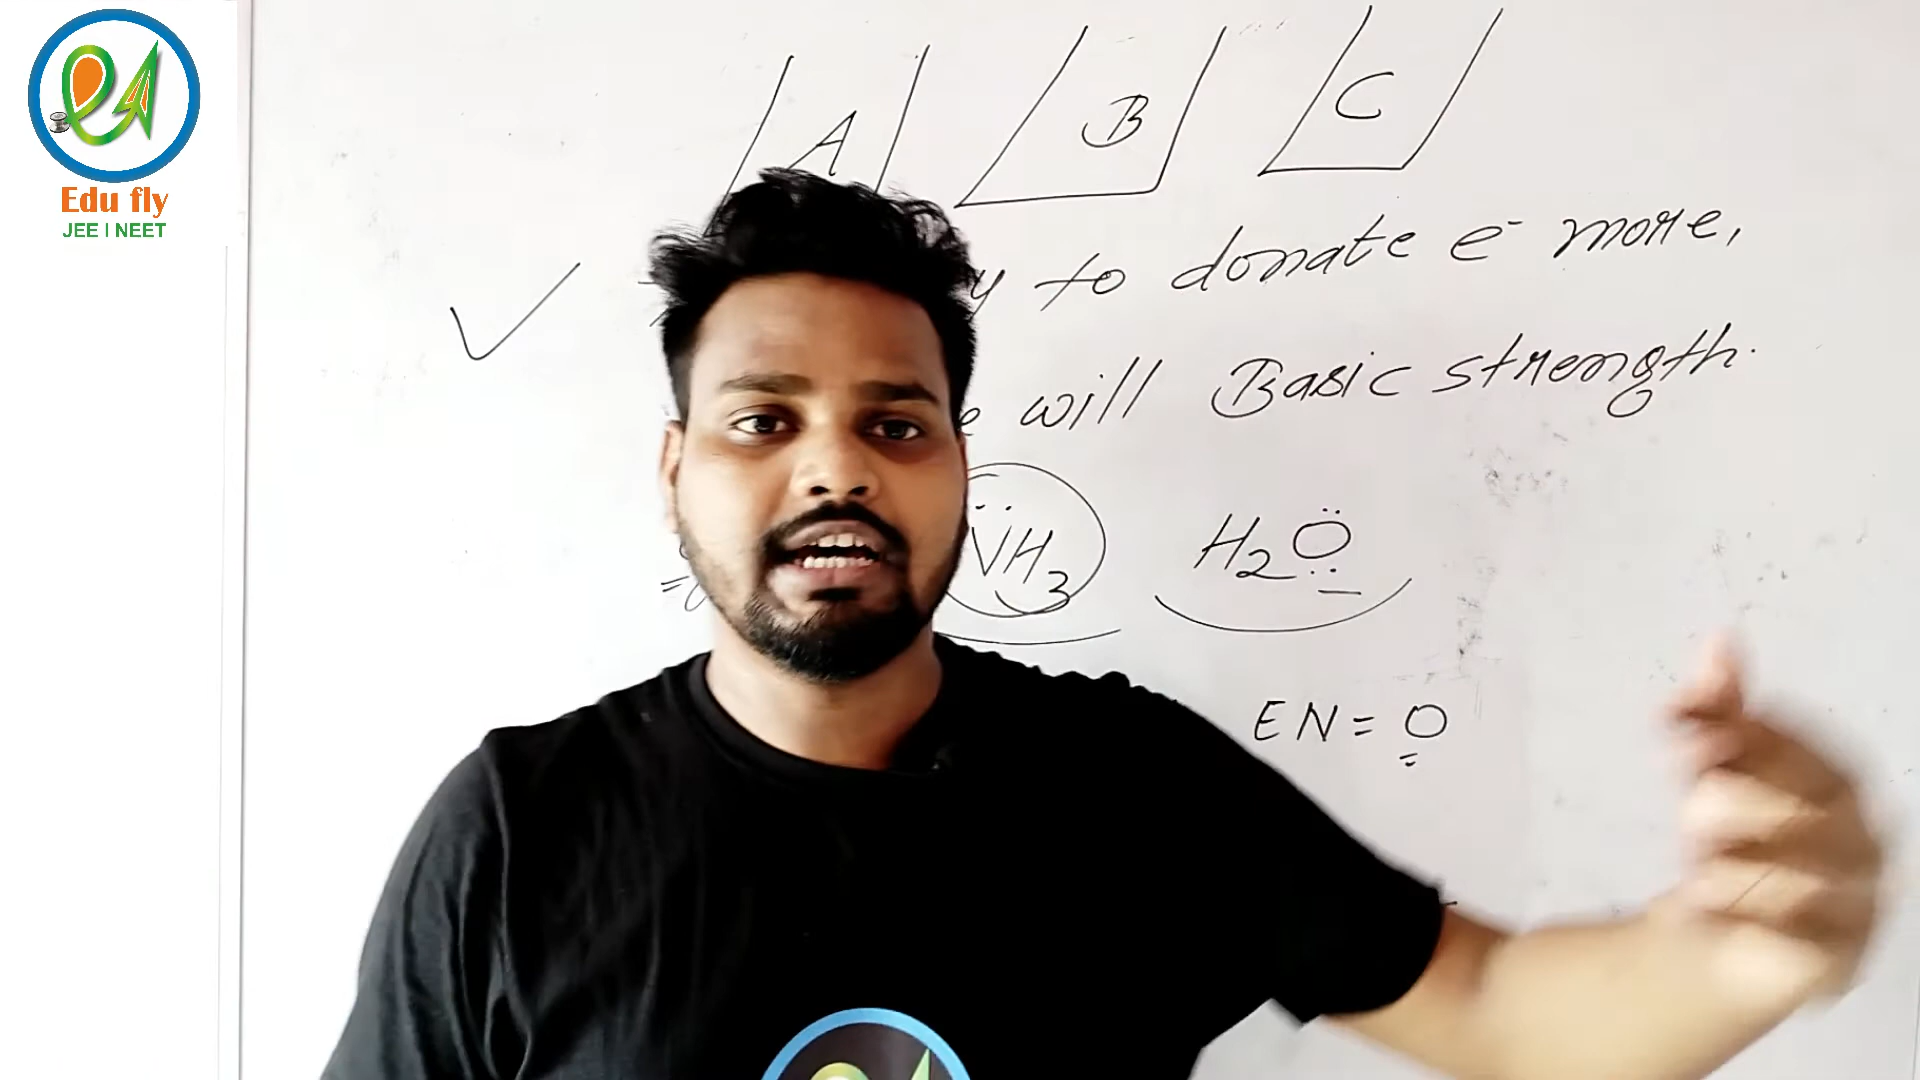 Edu fly
JEE | NEET
A B C
to donate e⁻ more,
will Basic strength.
NH3 H2O
EN = O